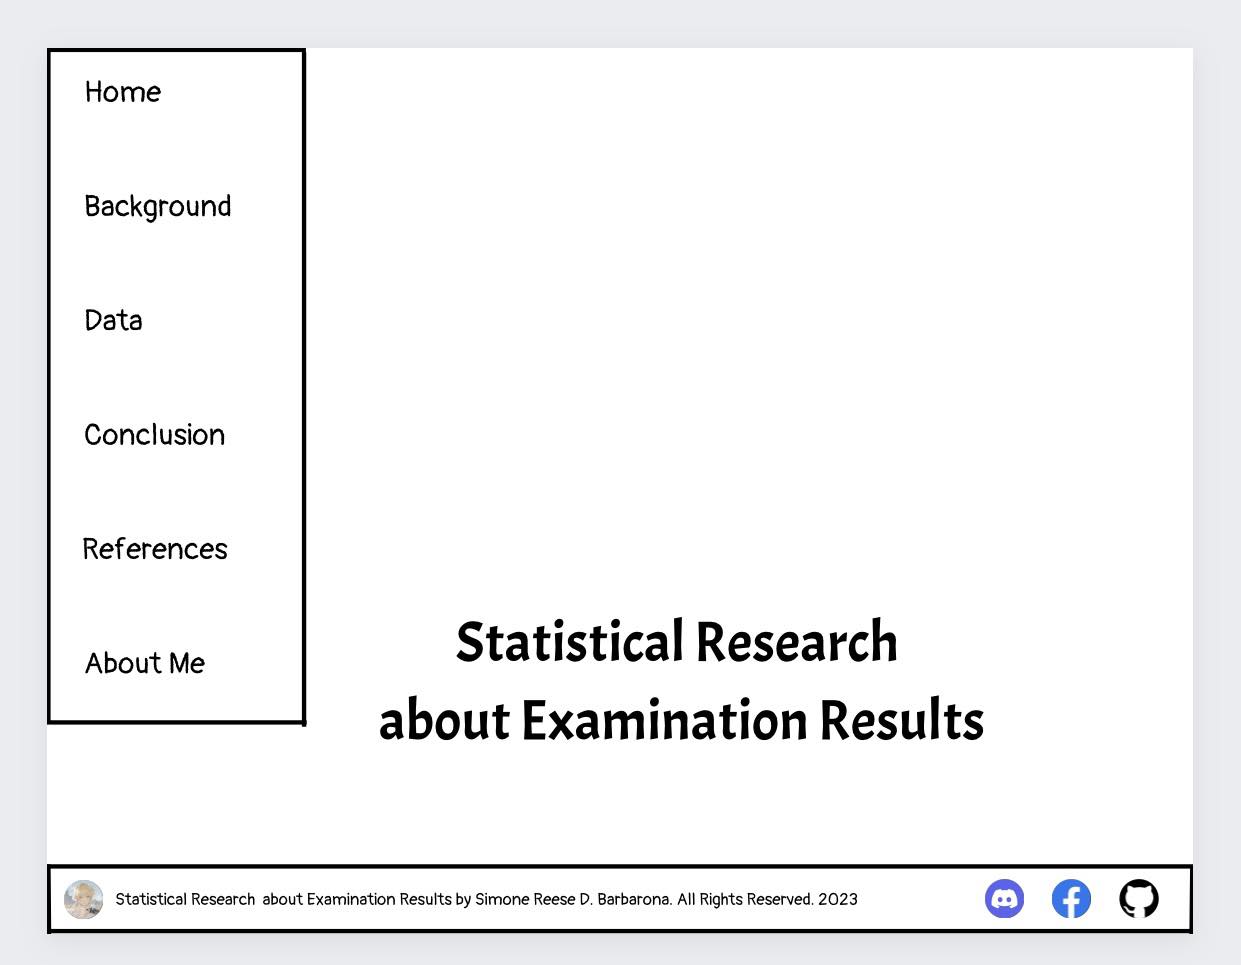 Home
Background
Data
Conclusion
References
About Me
Statistical Research
about Examination Results
Statistical Research about Examination Results by Simone Reese D. Barbarona. All Rights Reserved. 2023